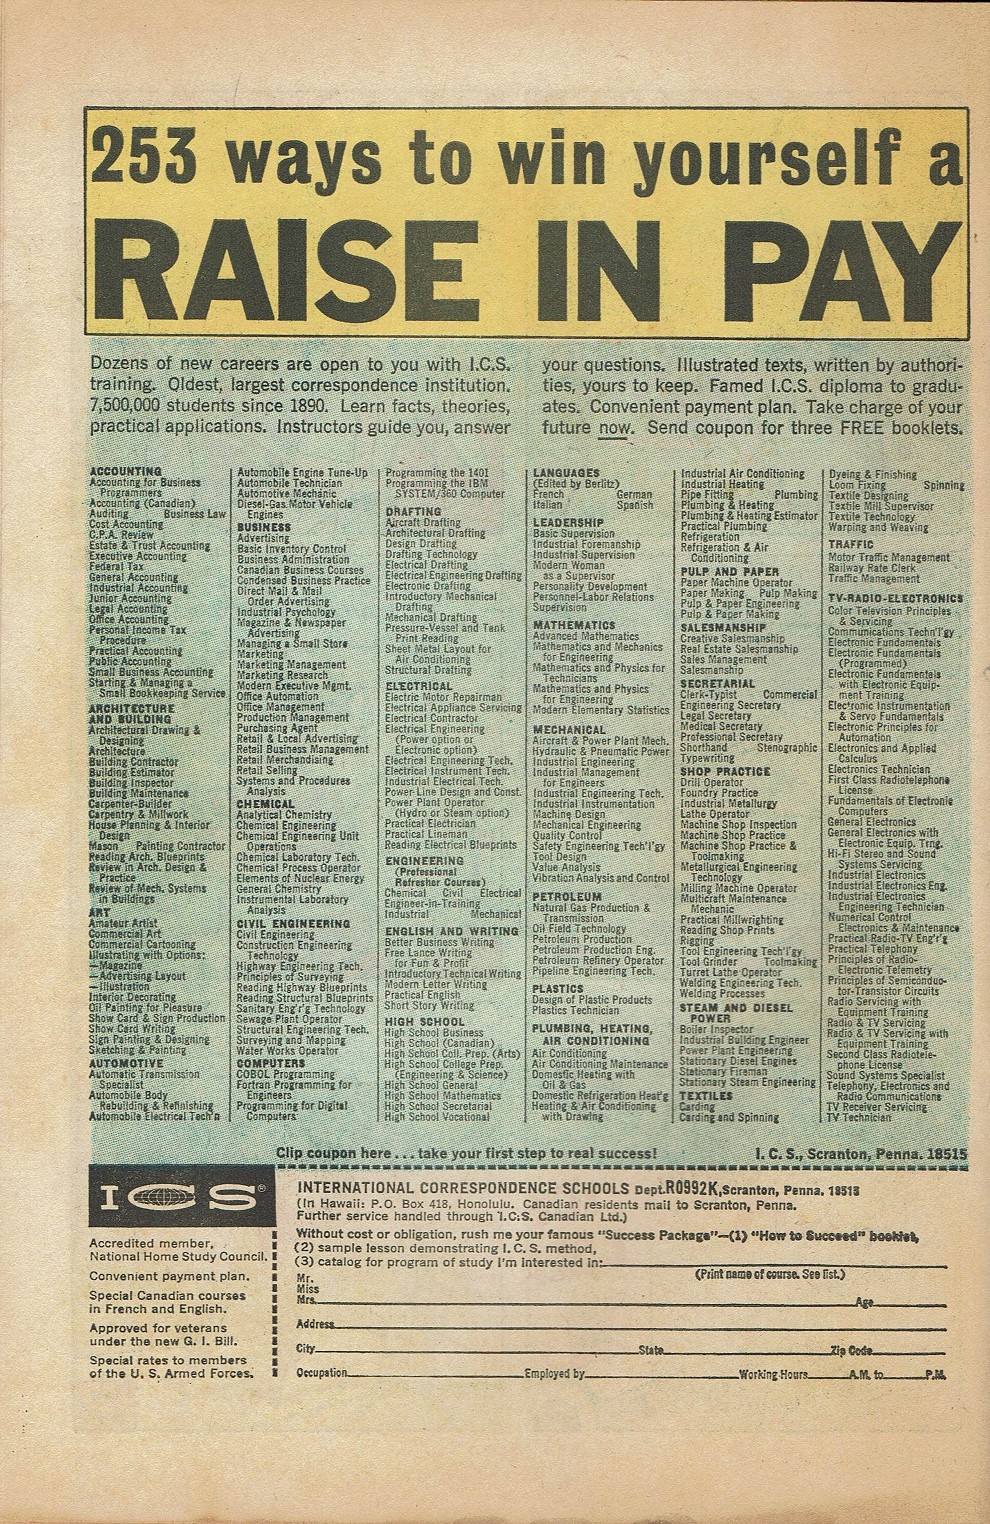 253 ways to win yourself a
RAISE IN PAY
Dozens of new careers are open to you with I.C.S.
training. Oldest, largest correspondence institution.
7,500,000 students since 1890. Learn facts, theories,
practical applications. Instructors guide you, answer
your questions. Illustrated texts, written by authori-
ties, yours to keep. Famed I.C.S. diploma to gradu-
ates. Convenient payment plan. Take charge of your
future now. Send coupon for three FREE booklets.
ACCOUNTING
Accounting for Business
Programmers
Accounting (Canadian)
Auditing Business Law
Cost Accounting
C.P.A. Review
Estate & Trust Accounting
Executive Accounting
Federal Tax
General Accounting
Industrial Accounting
Junior Accounting
Legal Accounting
Office Accounting
Personal Income Tax
Procedure
Practical Accounting
Public Accounting
Small Business Accounting
Starting & Managing a
Small Bookkeeping Service
ARCHITECTURE
AND BUILDING
Architectural Drawing &
Designing
Architecture
Building Contractor
Building Estimator
Building Inspector
Building Maintenance
Carpenter-Builder
Carpentry & Millwork
House Planning & Interior
Design
Mason Painting Contractor
Reading Arch. Blueprints
Review in Arch. Design &
Practice
Review of Mech. Systems
in Buildings
ART
Amateur Artist
Commercial Art
Commercial Cartooning
Illustrating with Options:
—Magazine
—Advertising Layout
—Illustration
Interior Decorating
Oil Painting for Pleasure
Show Card & Sign Production
Show Card Writing
Sign Painting & Designing
Sketching & Painting
AUTOMOTIVE
Automatic Transmission
Specialist
Automobile Body
Rebuilding & Refinishing
Automobile Electrical Tech'n
Automobile Engine Tune-Up
Automobile Technician
Automotive Mechanic
Diesel-Gas Motor Vehicle
Engines
BUSINESS
Advertising
Basic Inventory Control
Business Administration
Canadian Business Courses
Condensed Business Practice
Direct Mail & Mail
Order Advertising
Industrial Psychology
Magazine & Newspaper
Advertising
Managing a Small Store
Marketing
Marketing Management
Marketing Research
Modern Executive Mgmt.
Office Automation
Office Management
Production Management
Purchasing Agent
Retail & Local Advertising
Retail Business Management
Retail Merchandising
Retail Selling
Systems and Procedures
Analysis
CHEMICAL
Analytical Chemistry
Chemical Engineering
Chemical Engineering Unit
Operations
Chemical Laboratory Tech.
Chemical Process Operator
Elements of Nuclear Energy
General Chemistry
Instrumental Laboratory
Analysis
CIVIL ENGINEERING
Civil Engineering
Construction Engineering
Technology
Highway Engineering Tech.
Principles of Surveying
Reading Highway Blueprints
Reading Structural Blueprints
Sanitary Eng'r'g Technology
Sewage Plant Operator
Structural Engineering Tech.
Surveying and Mapping
Water Works Operator
COMPUTERS
COBOL Programming
Fortran Programming for
Engineers
Programming for Digital
Computers
Programming the 1401
Programming the IBM
SYSTEM/360 Computer
DRAFTING
Aircraft Drafting
Architectural Drafting
Design Drafting
Drafting Technology
Electrical Drafting
Electrical Engineering Drafting
Electronic Drafting
Introductory Mechanical
Drafting
Mechanical Drafting
Pressure-Vessel and Tank
Print Reading
Sheet Metal Layout for
Air Conditioning
Structural Drafting
ELECTRICAL
Electric Motor Repairman
Electrical Appliance Servicing
Electrical Contractor
Electrical Engineering
(Power option or
Electronic option)
Electrical Engineering Tech.
Electrical Instrument Tech.
Industrial Electrical Tech.
Power Line Design and Const.
Power Plant Operator
(Hydro or Steam option)
Practical Electrician
Practical Lineman
Reading Electrical Blueprints
ENGINEERING
(Professional
Refresher Courses)
Chemical Civil Electrical
Engineer-in-Training
Industrial Mechanical
ENGLISH AND WRITING
Better Business Writing
Free Lance Writing
for Fun & Profit
Introductory Technical Writing
Modern Letter Writing
Practical English
Short Story Writing
HIGH SCHOOL
High School Business
High School (Canadian)
High School Coll. Prep. (Arts)
High School College Prep.
(Engineering & Science)
High School General
High School Mathematics
High School Secretarial
High School Vocational
LANGUAGES
(Edited by Berlitz)
French German
Italian Spanish
LEADERSHIP
Basic Supervision
Industrial Foremanship
Industrial Supervision
Modern Woman
as a Supervisor
Personality Development
Personnel-Labor Relations
Supervision
MATHEMATICS
Advanced Mathematics
Mathematics and Mechanics
for Engineering
Mathematics and Physics for
Technicians
Mathematics and Physics
for Engineering
Modern Elementary Statistics
MECHANICAL
Aircraft & Power Plant Mech.
Hydraulic & Pneumatic Power
Industrial Engineering
Industrial Management
for Engineers
Industrial Engineering Tech.
Industrial Instrumentation
Machine Design
Mechanical Engineering
Quality Control
Safety Engineering Tech'l'gy
Tool Design
Value Analysis
Vibration Analysis and Control
PETROLEUM
Natural Gas Production &
Transmission
Oil Field Technology
Petroleum Production
Petroleum Production Eng.
Petroleum Refinery Operator
Pipeline Engineering Tech.
PLASTICS
Design of Plastic Products
Plastics Technician
PLUMBING, HEATING,
AIR CONDITIONING
Air Conditioning
Air Conditioning Maintenance
Domestic Heating with
Oil & Gas
Domestic Refrigeration Heat'g
Heating & Air Conditioning
with Drawing
Industrial Air Conditioning
Industrial Heating
Pipe Fitting Plumbing
Plumbing & Heating
Plumbing & Heating Estimator
Practical Plumbing
Refrigeration
Refrigeration & Air
Conditioning
PULP AND PAPER
Paper Machine Operator
Paper Making Pulp Making
Pulp & Paper Engineering
Pulp & Paper Making
SALESMANSHIP
Creative Salesmanship
Real Estate Salesmanship
Sales Management
Salesmanship
SECRETARIAL
Clerk-Typist Commercial
Engineering Secretary
Legal Secretary
Medical Secretary
Professional Secretary
Shorthand Stenographic
Typewriting
SHOP PRACTICE
Drill Operator
Foundry Practice
Industrial Metallurgy
Lathe Operator
Machine Shop Inspection
Machine Shop Practice
Machine Shop Practice &
Toolmaking
Metallurgical Engineering
Technology
Milling Machine Operator
Multicraft Maintenance
Mechanic
Practical Millwrighting
Reading Shop Prints
Rigging
Tool Engineering Tech'l'gy
Tool Grinder Toolmaking
Turret Lathe Operator
Welding Engineering Tech.
Welding Processes
STEAM AND DIESEL
POWER
Boiler Inspector
Industrial Building Engineer
Power Plant Engineering
Stationary Diesel Engines
Stationary Fireman
Stationary Steam Engineering
TEXTILES
Carding
Carding and Spinning
Dyeing & Finishing
Loom Fixing Spinning
Textile Designing
Textile Mill Supervisor
Textile Technology
Warping and Weaving
TRAFFIC
Motor Traffic Management
Railway Rate Clerk
Traffic Management
TV-RADIO-ELECTRONICS
Color Television Principles
& Servicing
Communications Techn'l'gy
Electronic Fundamentals
Electronic Fundamentals
(Programmed)
Electronic Fundamentals
with Electronic Equip-
ment Training
Electronic Instrumentation
& Servo Fundamentals
Electronic Principles for
Automation
Electronics and Applied
Calculus
Electronics Technician
First Class Radiotelephone
License
Fundamentals of Electronic
Computers
General Electronics
General Electronics with
Electronic Equip. Trng.
Hi-Fi Stereo and Sound
Systems Servicing
Industrial Electronics
Industrial Electronics Eng.
Industrial Electronics
Engineering Technician
Numerical Control
Electronics & Maintenance
Practical Radio-TV Eng'r'g
Practical Telephony
Principles of Radio-
Electronic Telemetry
Principles of Semiconduc-
tor-Transistor Circuits
Radio Servicing with
Equipment Training
Radio & TV Servicing
Radio & TV Servicing with
Equipment Training
Second Class Radiotele-
phone License
Sound Systems Specialist
Telephony, Electronics and
Radio Communications
TV Receiver Servicing
TV Technician
Clip coupon here . . . take your first step to real success! I. C. S., Scranton, Penna. 18515
ICS®
Accredited member,
National Home Study Council.
Convenient payment plan.
Special Canadian courses
in French and English.
Approved for veterans
under the new G. I. Bill.
Special rates to members
of the U. S. Armed Forces.
INTERNATIONAL CORRESPONDENCE SCHOOLS Dept. R0992K, Scranton, Penna. 18515
(In Hawaii: P.O. Box 418, Honolulu. Canadian residents mail to Scranton, Penna.
Further service handled through I.C.S. Canadian Ltd.)
Without cost or obligation, rush me your famous "Success Package"—(1) "How to Succeed" booklet,
(2) sample lesson demonstrating I. C. S. method,
(3) catalog for program of study I'm interested in:
(Print name of course. See list.)
Mr.
Miss
Mrs. Age
Address
City State Zip Code
Occupation Employed by Working Hours A.M. to P.M.